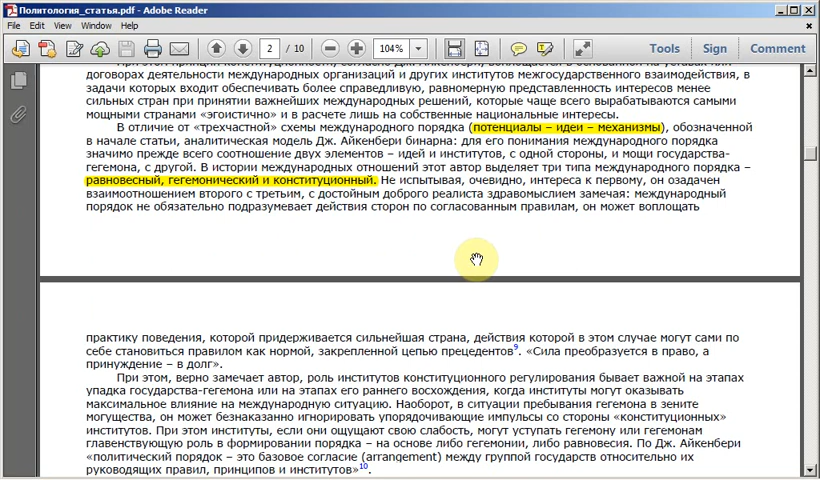 Политология_статья.pdf - Adobe Reader
File Edit View Window Help
2 / 10 104% Tools Sign Comment
договорах деятельности международных организаций и других институтов межгосударственного взаимодействия, в
задачи которых входит обеспечивать более справедливую, равномерную представленность интересов менее
сильных стран при принятии важнейших международных решений, которые чаще всего вырабатываются самыми
мощными странами «эгоистично» и в расчете лишь на собственные национальные интересы.
В отличие от «трехчастной» схемы международного порядка (потенциалы – идеи – механизмы), обозначенной
в начале статьи, аналитическая модель Дж. Айкенбери бинарна: для его понимания международного порядка
значимо прежде всего соотношение двух элементов – идей и институтов, с одной стороны, и мощи государства-
гегемона, с другой. В истории международных отношений этот автор выделяет три типа международного порядка –
равновесный, гегемонический и конституционный. Не испытывая, очевидно, интереса к первому, он озадачен
взаимоотношением второго с третьим, с достойным доброго реалиста здравомыслием замечая: международный
порядок не обязательно подразумевает действия сторон по согласованным правилам, он может воплощать
практику поведения, которой придерживается сильнейшая страна, действия которой в этом случае могут сами по
себе становиться правилом как нормой, закрепленной цепью прецедентов9. «Сила преобразуется в право, а
принуждение – в долг».
При этом, верно замечает автор, роль институтов конституционного регулирования бывает важной на этапах
упадка государства-гегемона или на этапах его раннего восхождения, когда институты могут оказывать
максимальное влияние на международную ситуацию. Наоборот, в ситуации пребывания гегемона в зените
могущества, он может безнаказанно игнорировать упорядочивающие импульсы со стороны «конституционных»
институтов. При этом институты, если они ощущают свою слабость, могут уступать гегемону или гегемонам
главенствующую роль в формировании порядка – на основе либо гегемонии, либо равновесия. По Дж. Айкенбери
«политический порядок – это базовое согласие (arrangement) между группой государств относительно их
руководящих правил, принципов и институтов»10.